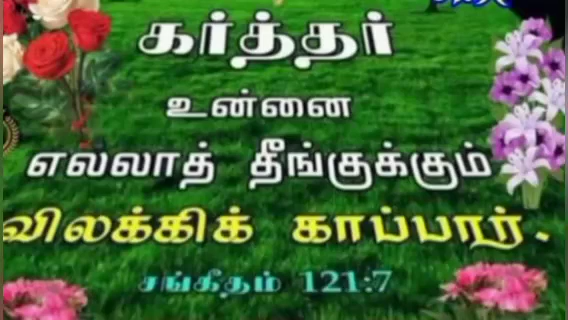 கர்த்தர்
உன்னை
எல்லாத் தீங்குக்கும்
விலக்கிக் காப்பார்.
சங்கீதம் 121:7